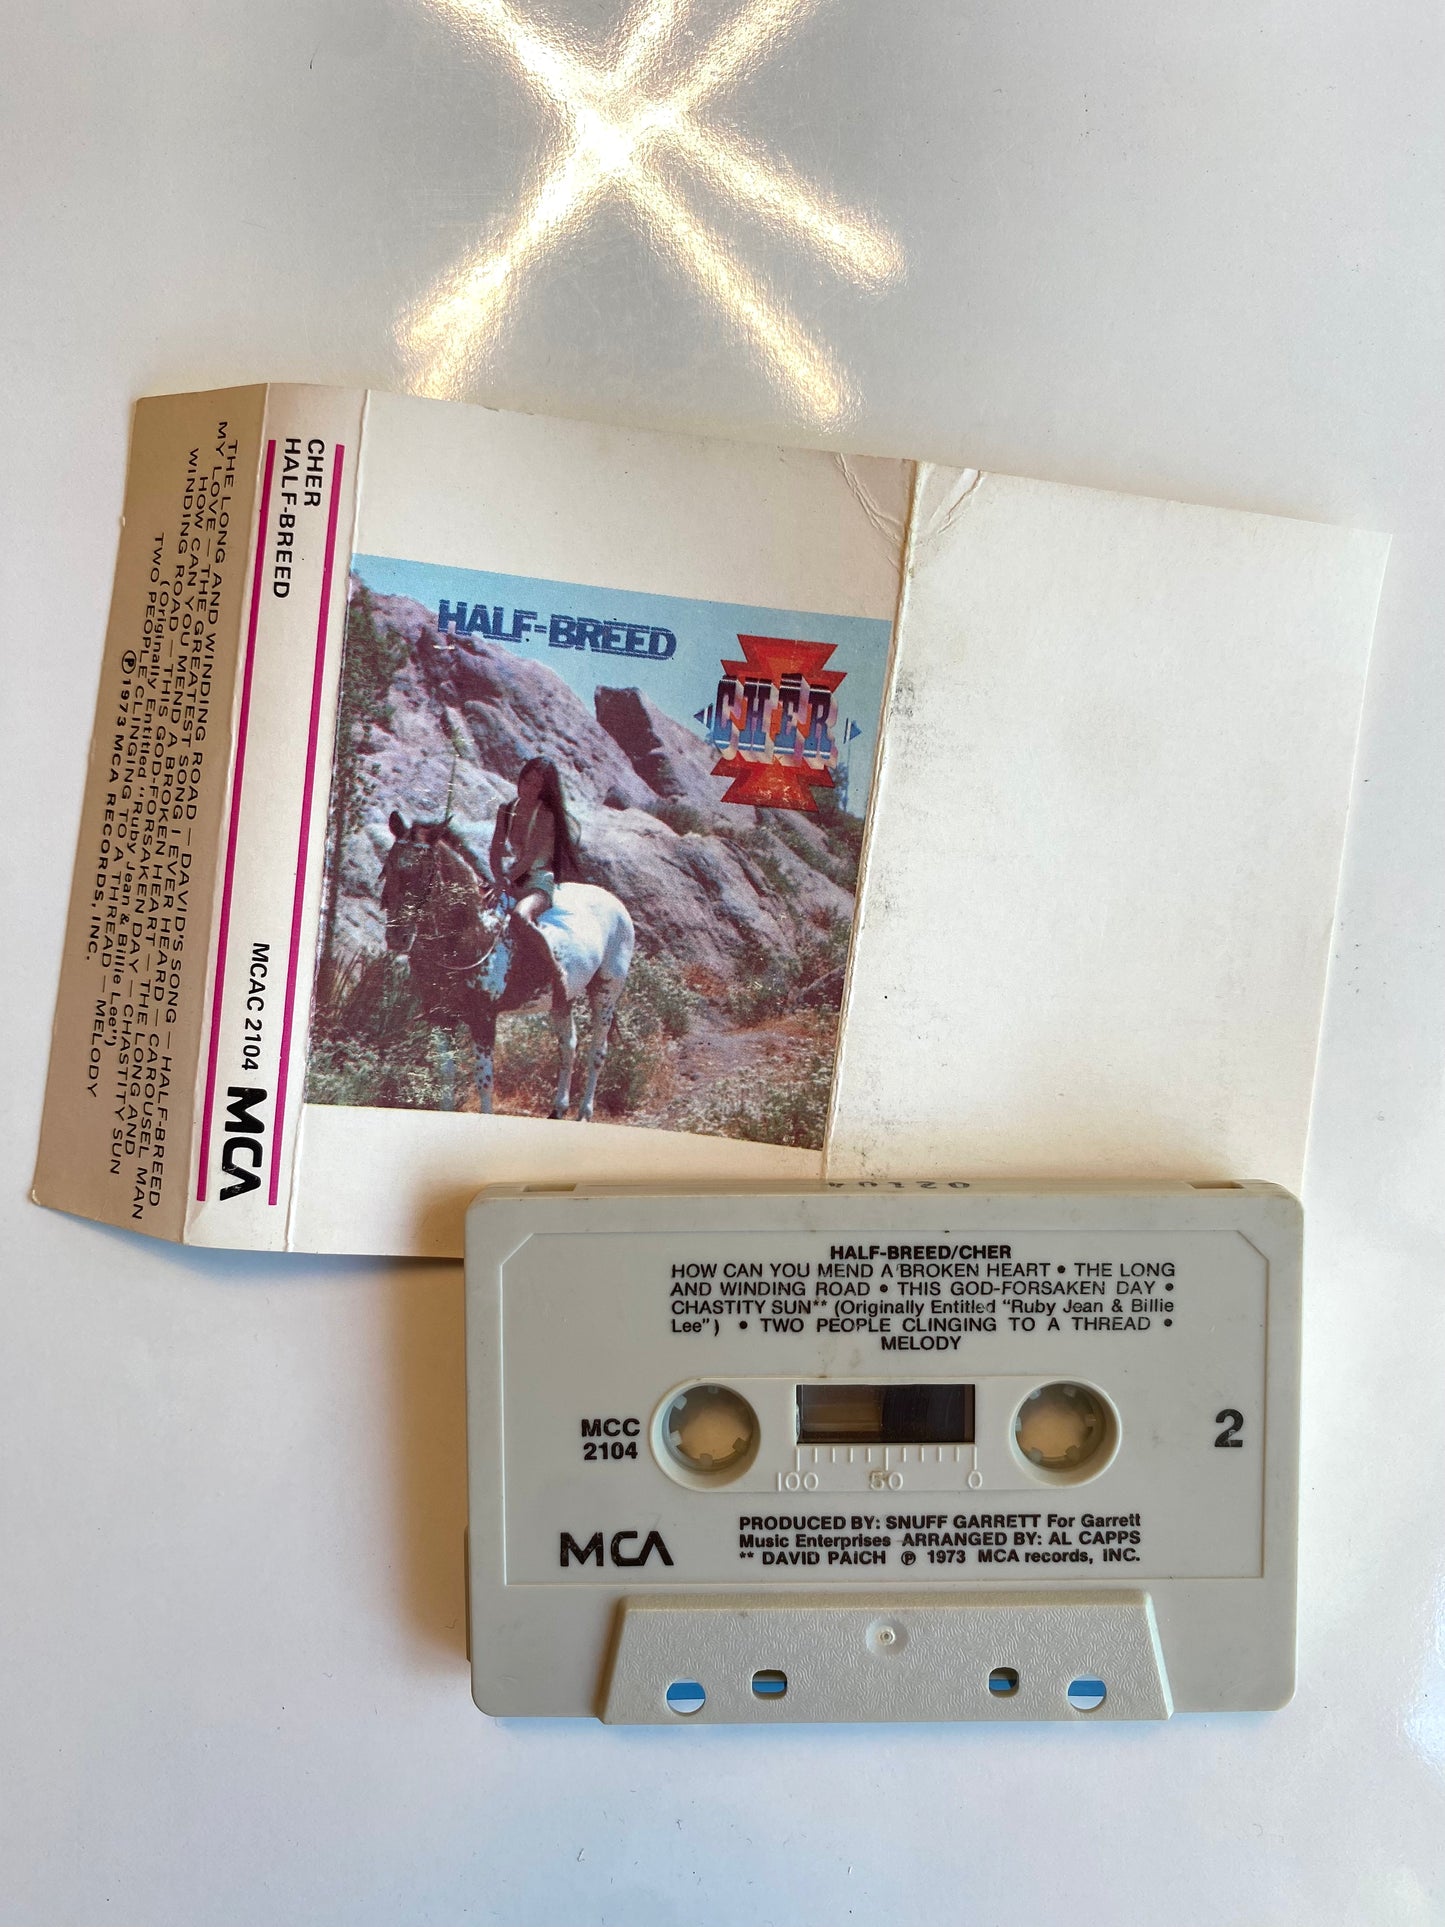 CHER
HALF-BREED
MCAC 2104
MCA
THE LONG AND WINDING ROAD — DAVID'S SONG — HALF-BREED
MY LOVE — THE GREATEST SONG I EVER HEARD — CAROUSEL MAN
HOW CAN YOU MEND A BROKEN HEART — THE LONG AND
WINDING ROAD — THIS GOD-FORSAKEN DAY — CHASTITY SUN
(Originally Entitled "Ruby Jean & Billie Lee")
TWO PEOPLE CLINGING TO A THREAD — MELODY
℗ 1973 MCA RECORDS, INC.
HALF-BREED
CHER
02104
HALF-BREED/CHER
HOW CAN YOU MEND A BROKEN HEART • THE LONG
AND WINDING ROAD • THIS GOD-FORSAKEN DAY •
CHASTITY SUN** (Originally Entitled "Ruby Jean & Billie
Lee") • TWO PEOPLE CLINGING TO A THREAD •
MELODY
MCC
2104
2
100 50 0
MCA
PRODUCED BY: SNUFF GARRETT For Garrett
Music Enterprises ARRANGED BY: AL CAPPS
** DAVID PAICH ℗ 1973 MCA records, INC.